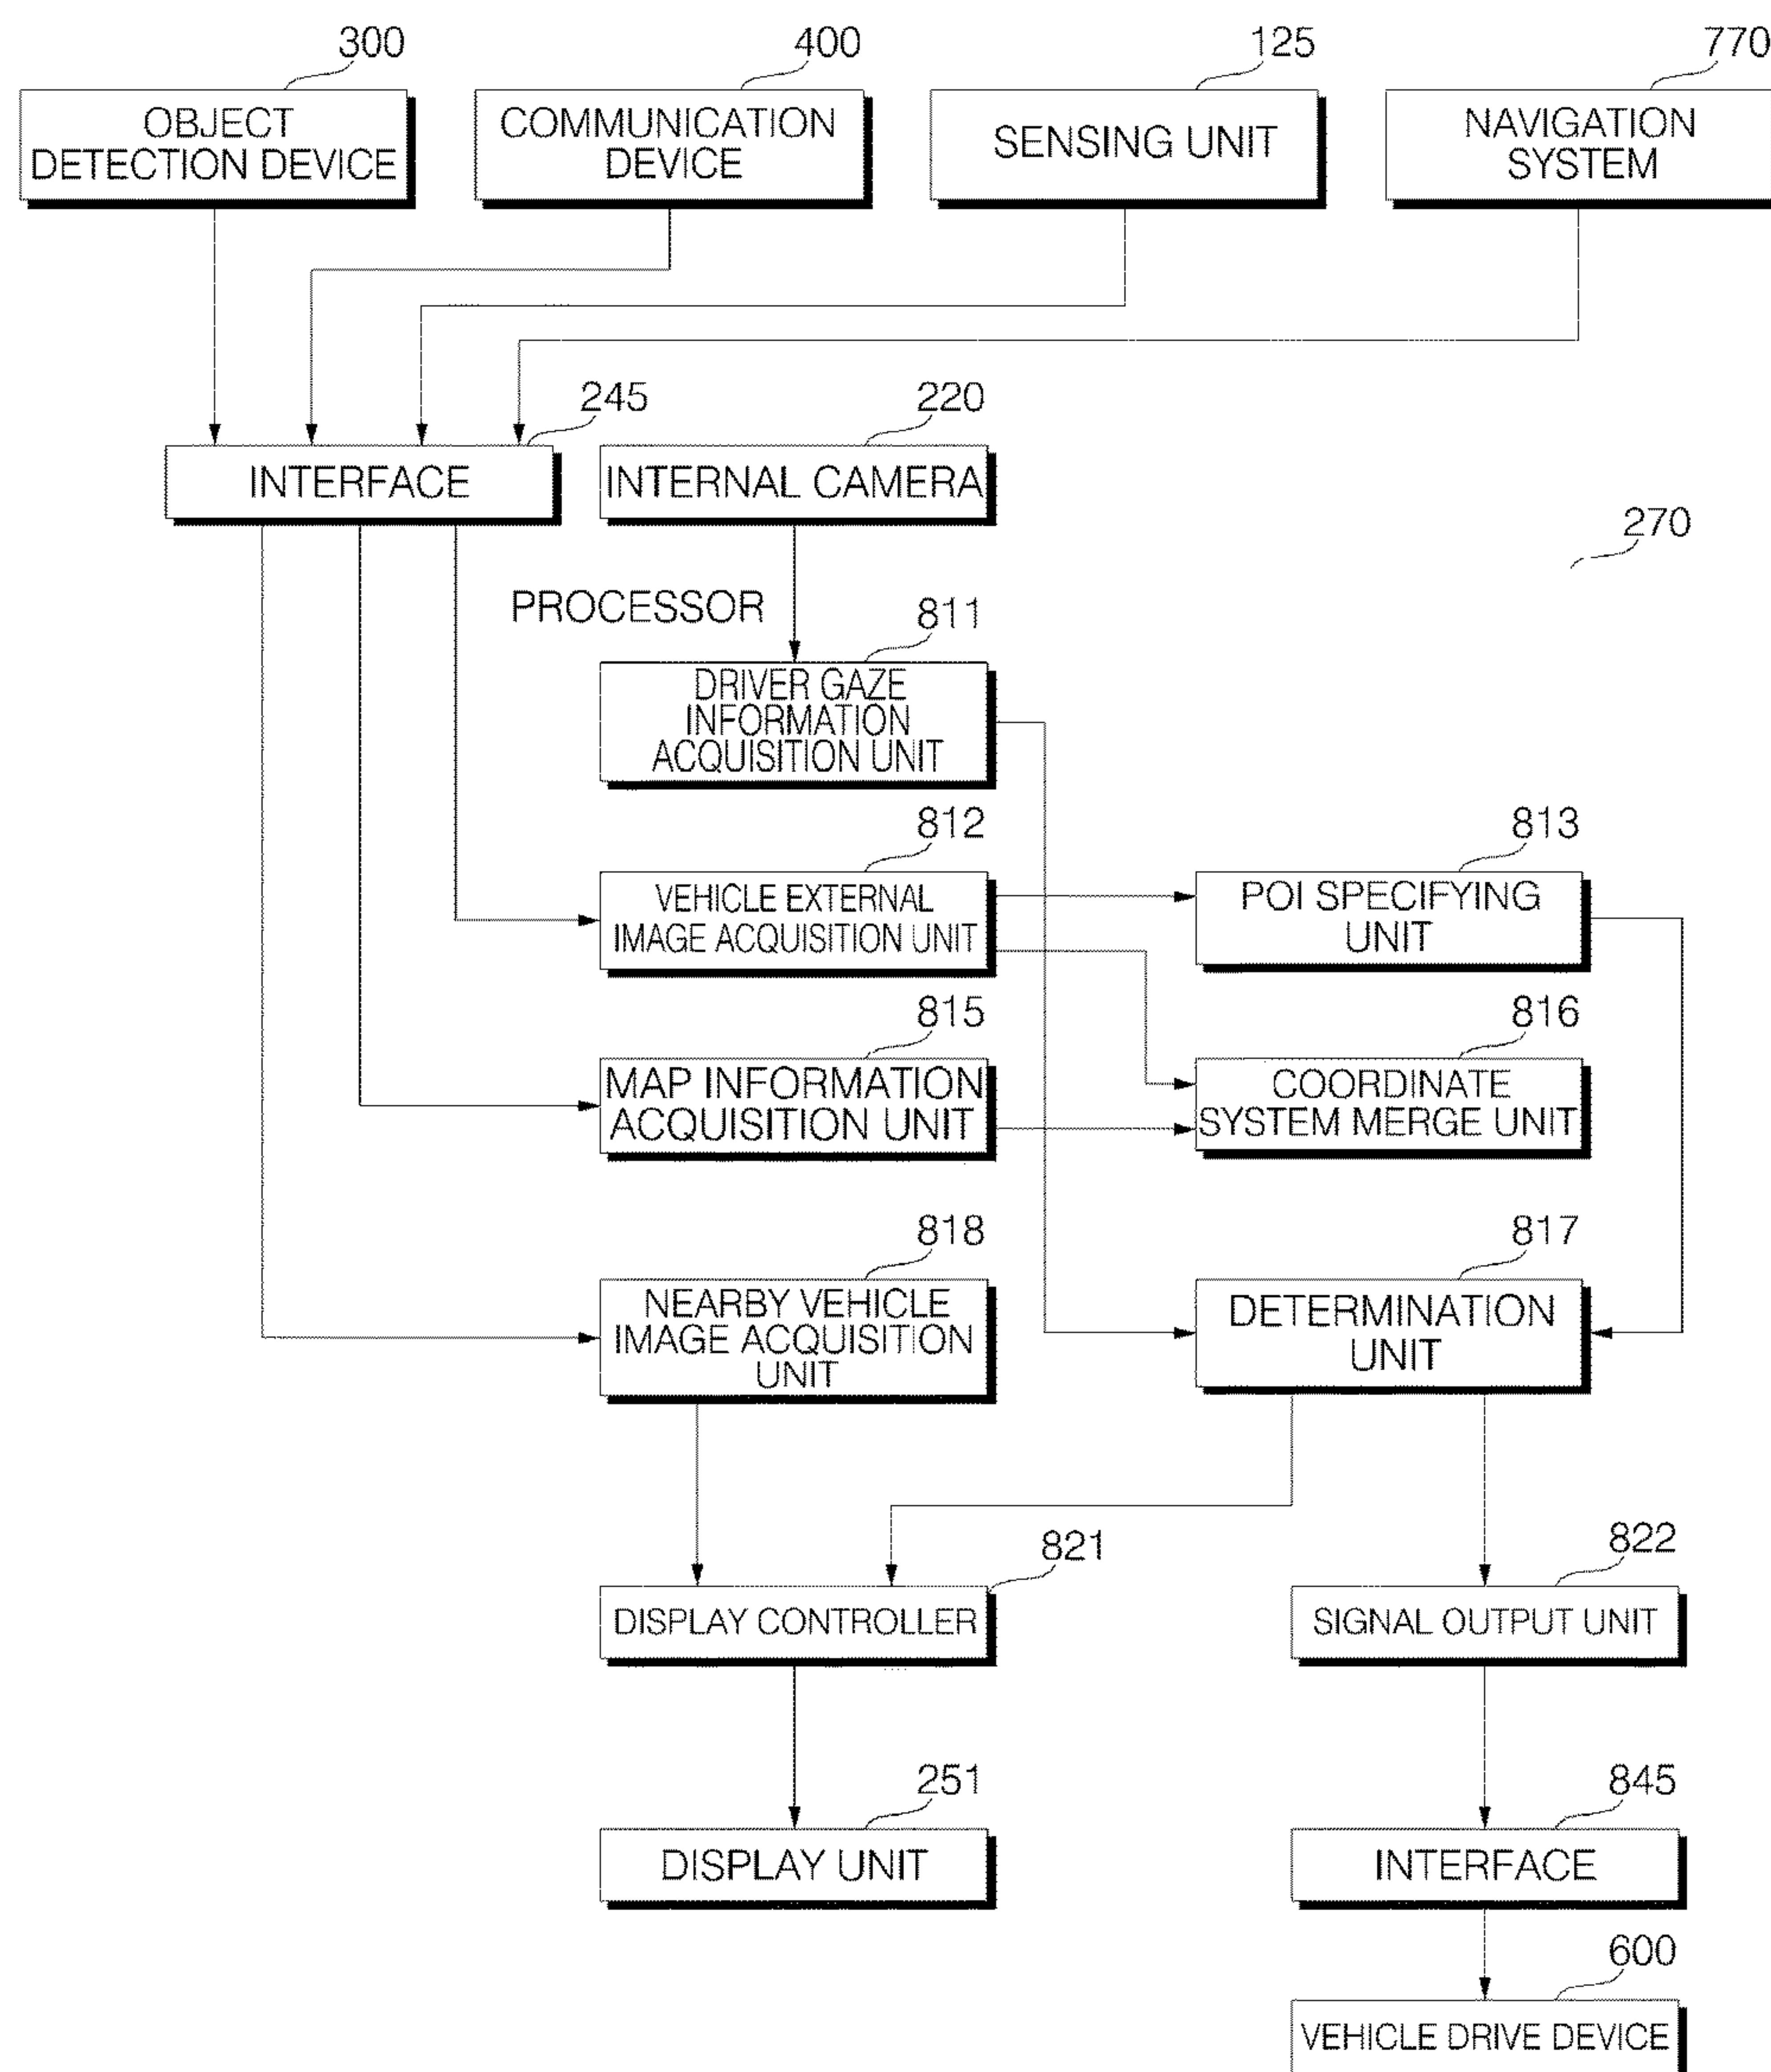 300
400
125
770
OBJECT
DETECTION DEVICE
COMMUNICATION
DEVICE
SENSING UNIT
NAVIGATION
SYSTEM
245
220
INTERFACE
INTERNAL CAMERA
270
PROCESSOR
811
DRIVER GAZE
INFORMATION
ACQUISITION UNIT
812
813
VEHICLE EXTERNAL
IMAGE ACQUISITION UNIT
POI SPECIFYING
UNIT
815
816
MAP INFORMATION
ACQUISITION UNIT
COORDINATE
SYSTEM MERGE UNIT
818
817
NEARBY VEHICLE
IMAGE ACQUISITION
UNIT
DETERMINATION
UNIT
821
822
DISPLAY CONTROLLER
SIGNAL OUTPUT UNIT
251
845
DISPLAY UNIT
INTERFACE
600
VEHICLE DRIVE DEVICE